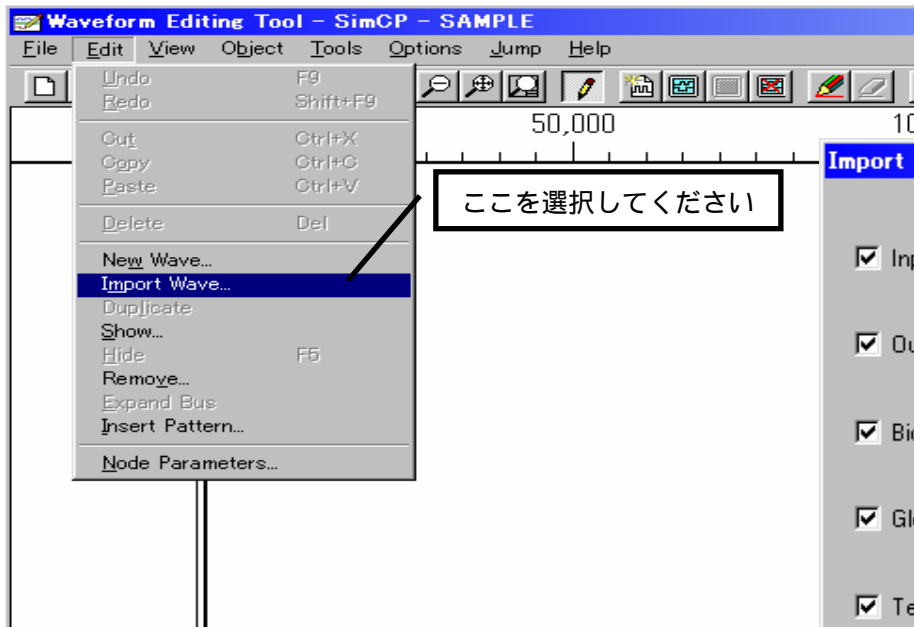 Waveform Editing Tool - SimCP - SAMPLE
File Edit View Object Tools Options Jump Help
Undo F9
Redo Shift+F9
Cut Ctrl+X
Copy Ctrl+C
Paste Ctrl+V
Delete Del
New Wave...
Import Wave...
Duplicate
Show...
Hide F5
Remove...
Expand Bus
Insert Pattern...
Node Parameters...
50,000
ここを選択してください
Import